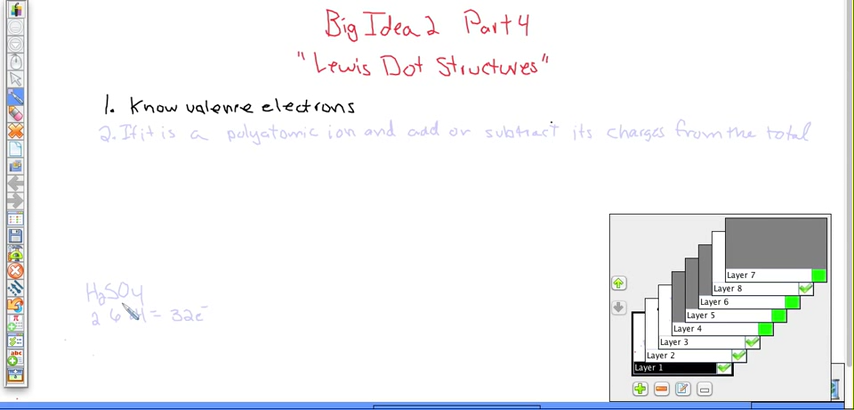 Big Idea 2 Part 4
"Lewis Dot Structures"
1. Know valence electrons
2. If it is a polyatomic ion and add or subtract its charges from the total
H₂SO₄
2 6 = 32e⁻
Layer 7
Layer 8
Layer 6
Layer 5
Layer 4
Layer 3
Layer 2
Layer 1